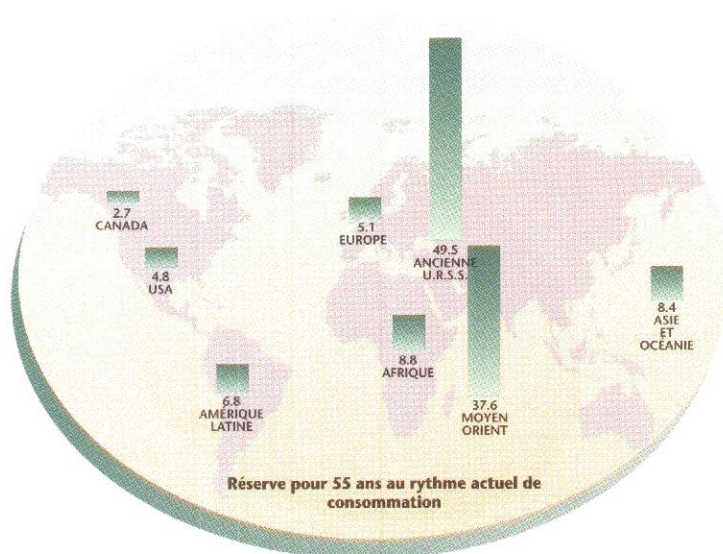 2.7
CANADA
4.8
USA
5.1
EUROPE
49.5
ANCIENNE
U.R.S.S.
8.4
ASIE
ET
OCÉANIE
8.8
AFRIQUE
6.8
AMÉRIQUE
LATINE
37.6
MOYEN
ORIENT
Réserve pour 55 ans au rythme actuel de
consommation